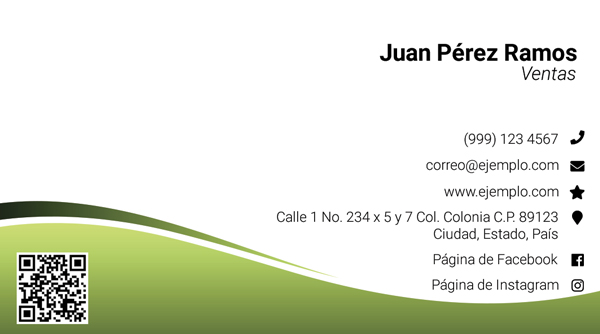 Juan Pérez Ramos
Ventas
(999) 123 4567
correo@ejemplo.com
www.ejemplo.com
Calle 1 No. 234 x 5 y 7 Col. Colonia C.P. 89123
Ciudad, Estado, País
Página de Facebook
Página de Instagram